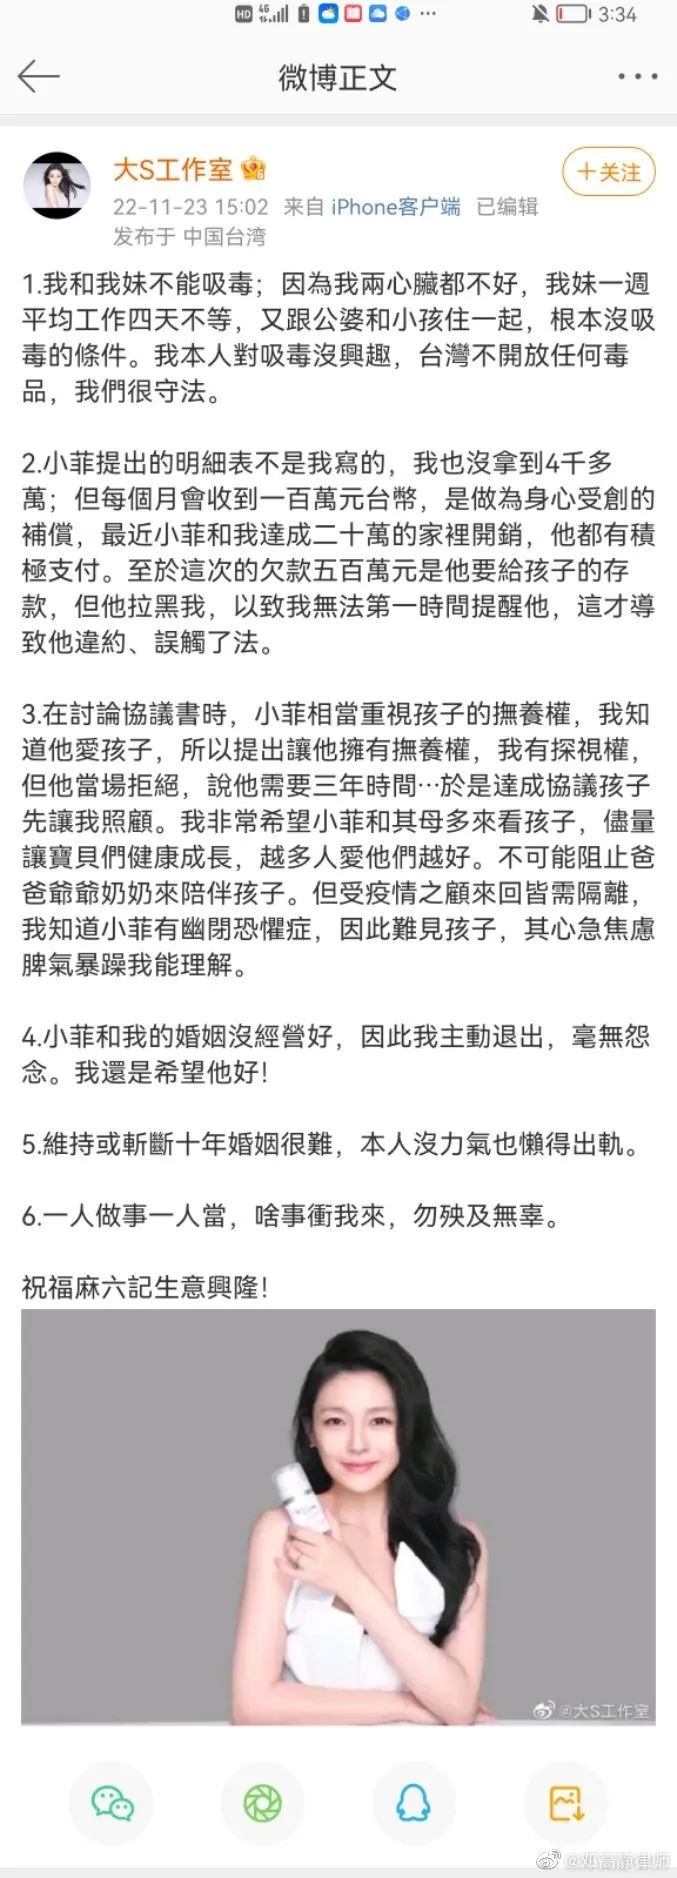 HD 4G 3:34
微博正文
大S工作室
+关注
22-11-23 15:02 来自 iPhone客户端 已编辑
发布于 中国台湾
1.我和我妹不能吸毒；因為我兩心臟都不好，我妹一週
平均工作四天不等，又跟公婆和小孩住一起，根本沒吸
毒的條件。我本人對吸毒沒興趣，台灣不開放任何毒
品，我們很守法。
2.小菲提出的明細表不是我寫的，我也沒拿到4千多
萬；但每個月會收到一百萬元台幣，是做為身心受創的
補償，最近小菲和我達成二十萬的家裡開銷，他都有積
極支付。至於這次的欠款五百萬元是他要給孩子的存
款，但他拉黑我，以致我無法第一時間提醒他，這才導
致他違約、誤觸了法。
3.在討論協議書時，小菲相當重視孩子的撫養權，我知
道他愛孩子，所以提出讓他擁有撫養權，我有探視權，
但他當場拒絕，說他需要三年時間…於是達成協議孩子
先讓我照顧。我非常希望小菲和其母多來看孩子，儘量
讓寶貝們健康成長，越多人愛他們越好。不可能阻止爸
爸爺爺奶奶來陪伴孩子。但受疫情之顧來回皆需隔離，
我知道小菲有幽閉恐懼症，因此難見孩子，其心急焦慮
脾氣暴躁我能理解。
4.小菲和我的婚姻沒經營好，因此我主動退出，毫無怨
念。我還是希望他好!
5.維持或斬斷十年婚姻很難，本人沒力氣也懶得出軌。
6.一人做事一人當，啥事衝我來，勿殃及無辜。
祝福麻六記生意興隆!
@大S工作室
@邓高静律师